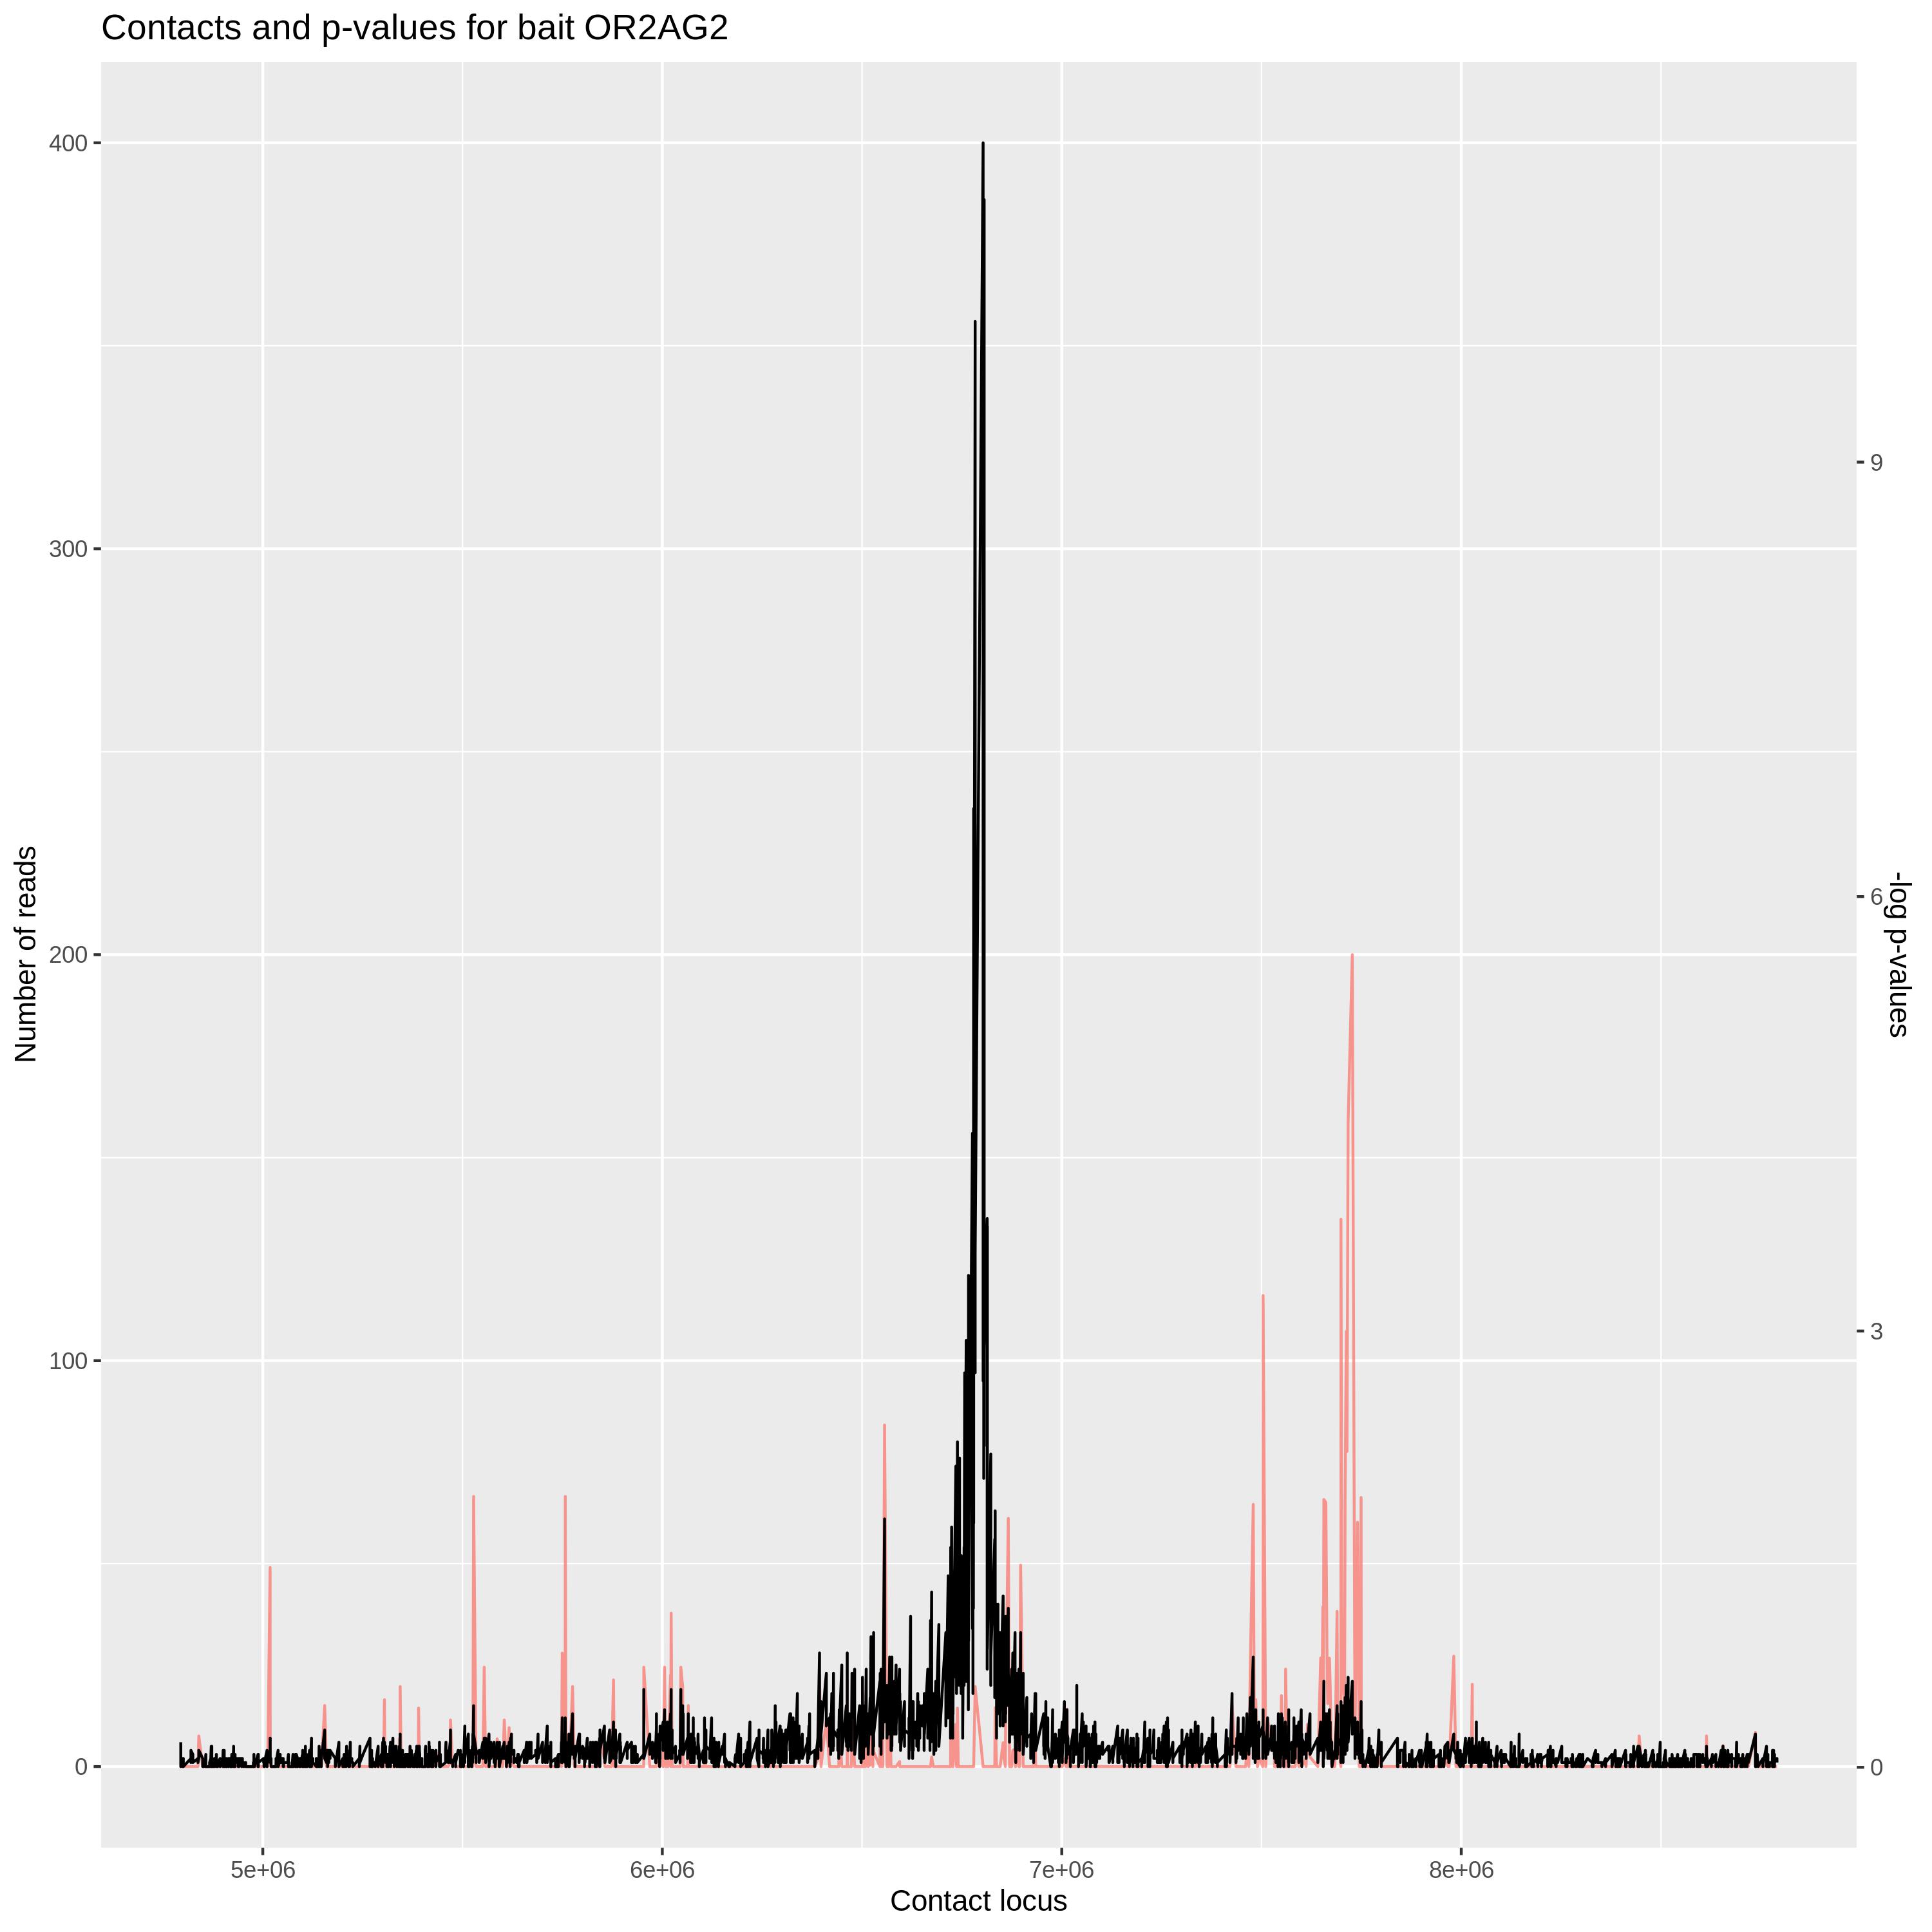 Contacts and p-values for bait OR2AG2
400
300
200
100
0
9
6
3
0
Number of reads
-log p-values
5e+06 6e+06 7e+06 8e+06
Contact locus